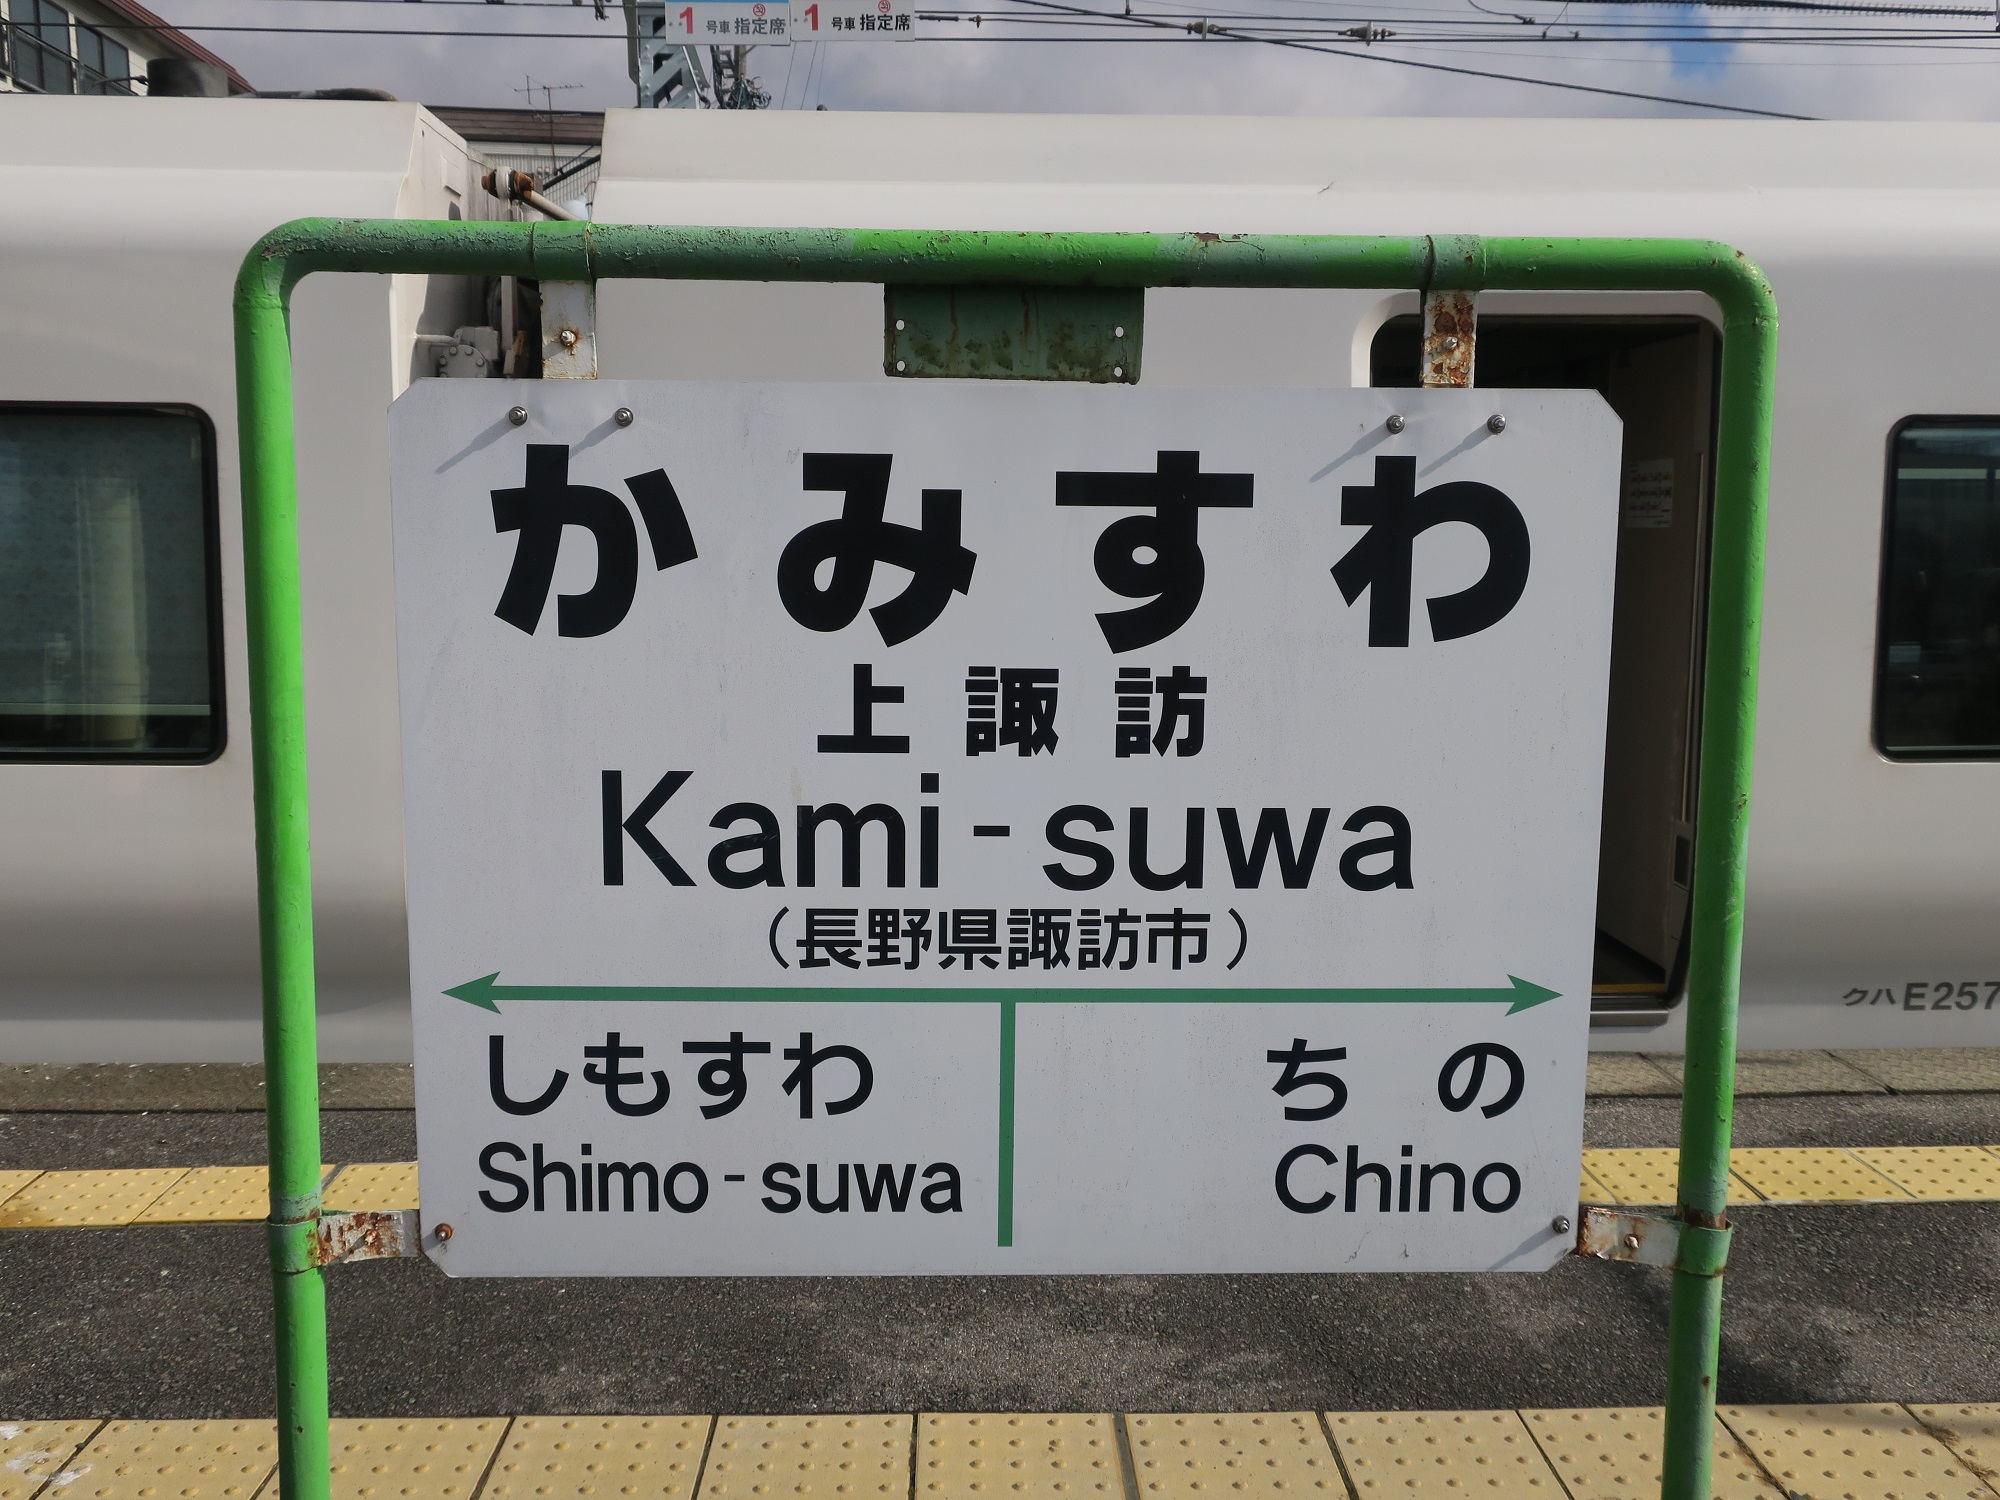 1 号車 指定席 1 号車 指定席
かみすわ
上諏訪
Kami-suwa
（長野県諏訪市）
クハ E257
しもすわ ちの
Shimo-suwa Chino